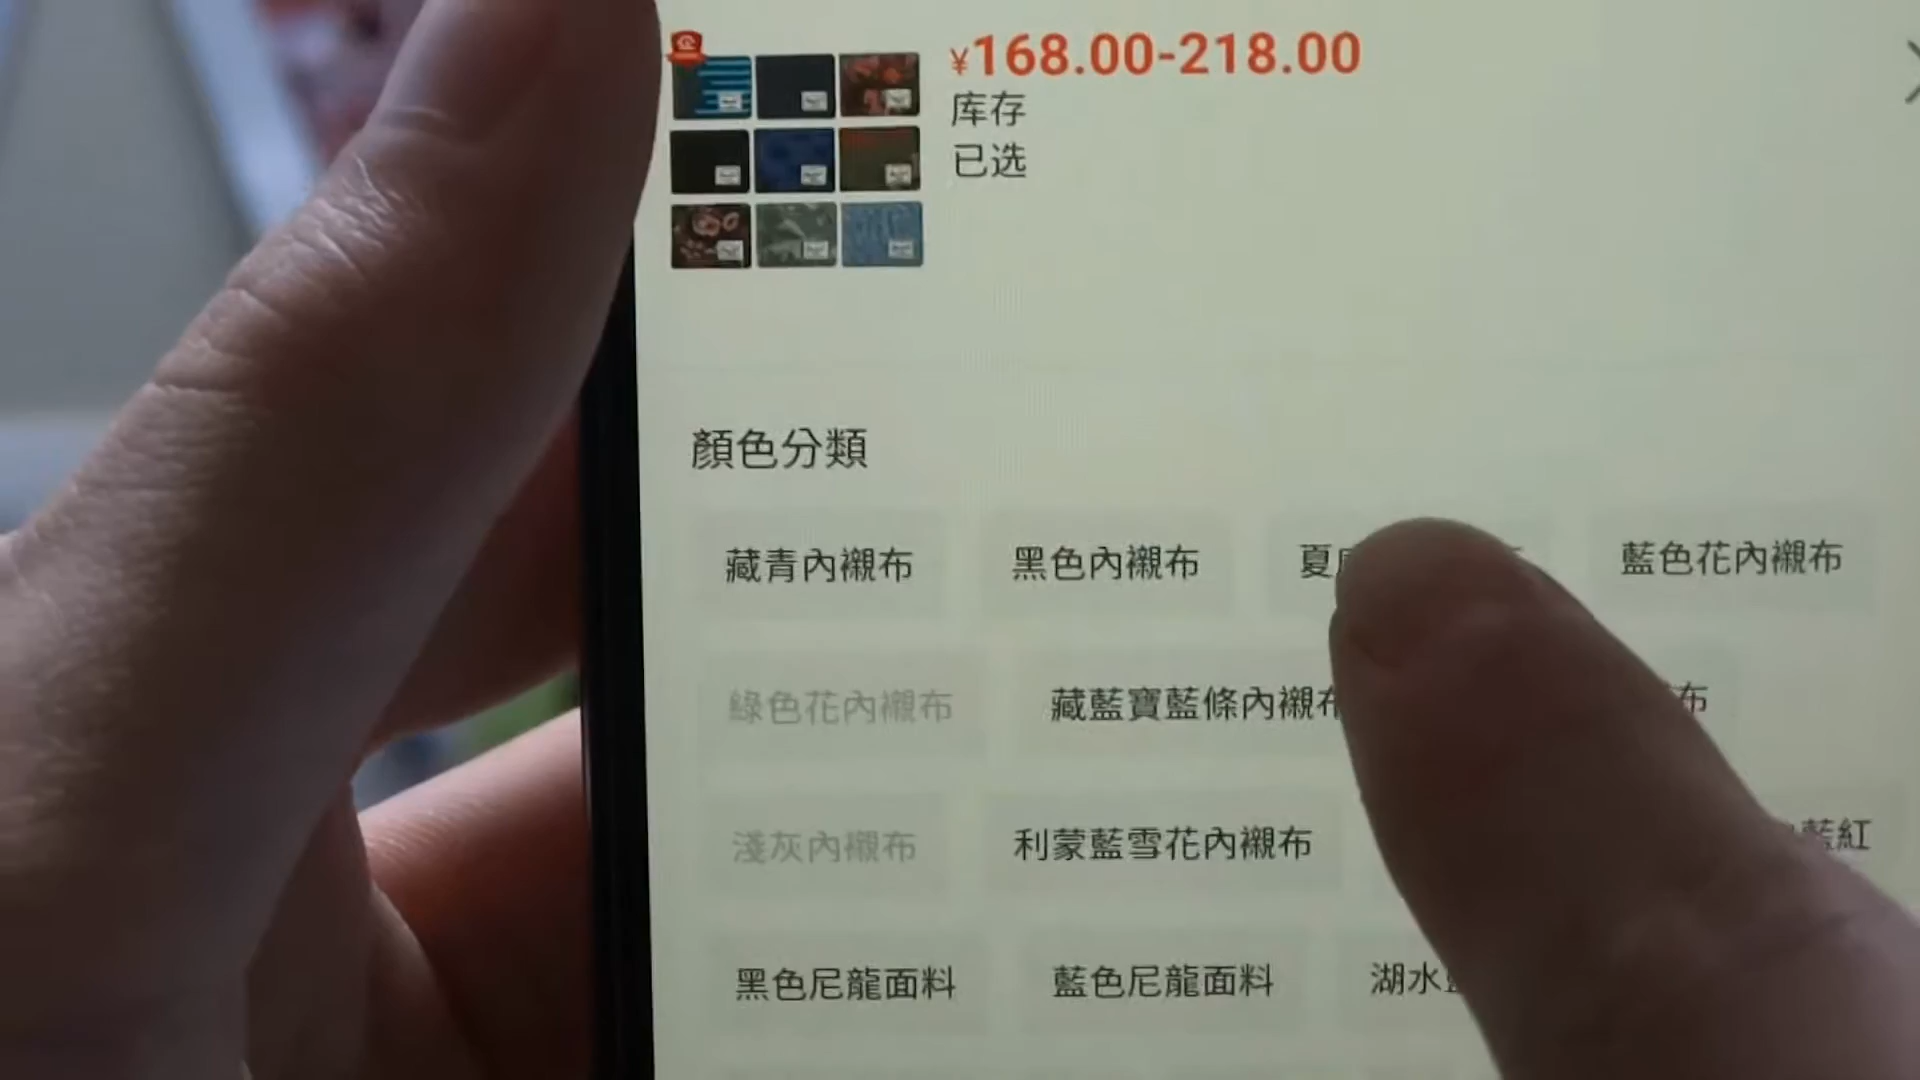 ¥168.00-218.00
库存
已选
顏色分類
藏青內襯布 黑色內襯布 夏 藍色花內襯布
綠色花內襯布 藏藍寶藍條內襯布 布
淺灰內襯布 利蒙藍雪花內襯布 藍紅
黑色尼龍面料 藍色尼龍面料 湖水